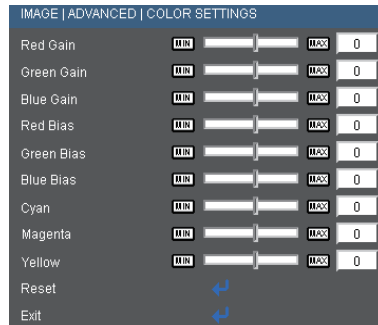 IMAGE | ADVANCED | COLOR SETTINGS
Red Gain MIN MAX 0
Green Gain MIN MAX 0
Blue Gain MIN MAX 0
Red Bias MIN MAX 0
Green Bias MIN MAX 0
Blue Bias MIN MAX 0
Cyan MIN MAX 0
Magenta MIN MAX 0
Yellow MIN MAX 0
Reset
Exit